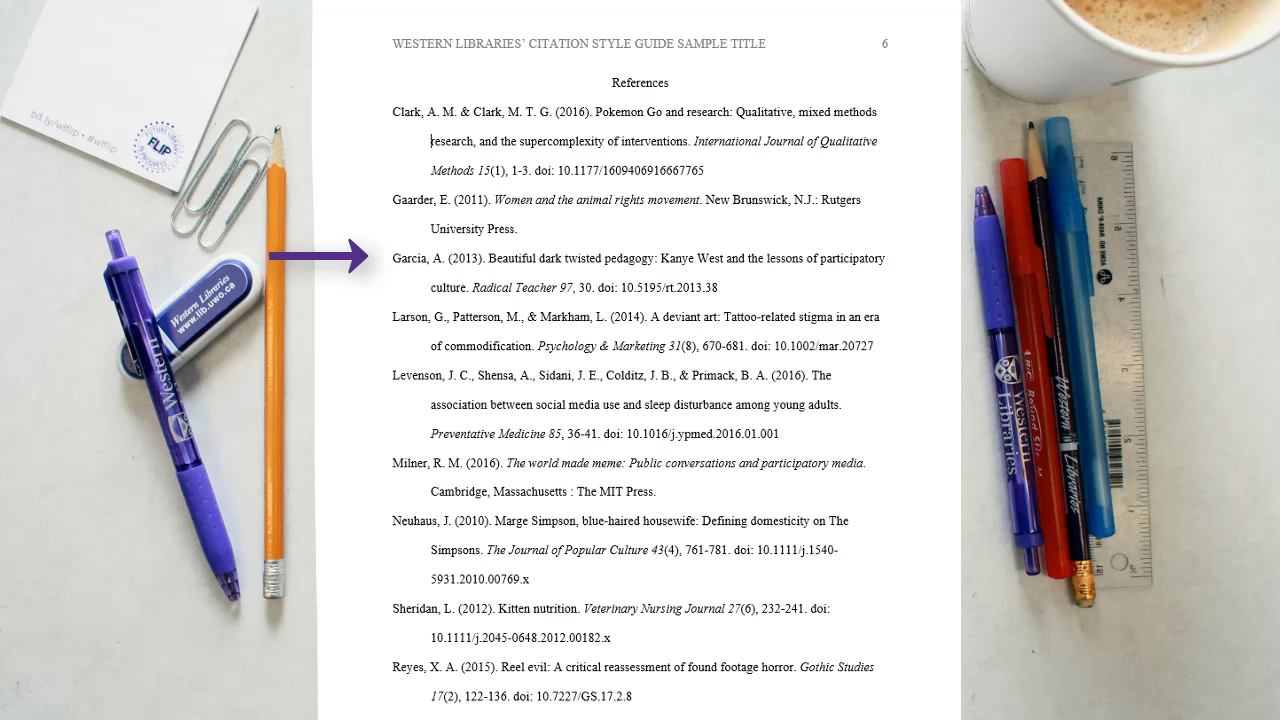 WESTERN LIBRARIES’ CITATION STYLE GUIDE SAMPLE TITLE 6
References
Clark, A. M. & Clark, M. T. G. (2016). Pokemon Go and research: Qualitative, mixed methods
research, and the supercomplexity of interventions. International Journal of Qualitative
Methods 15(1), 1-3. doi: 10.1177/1609406916667765
Gaarder, E. (2011). Women and the animal rights movement. New Brunswick, N.J.: Rutgers
University Press.
Garcia, A. (2013). Beautiful dark twisted pedagogy: Kanye West and the lessons of participatory
culture. Radical Teacher 97, 30. doi: 10.5195/rt.2013.38
Larson, G., Patterson, M., & Markham, L. (2014). A deviant art: Tattoo-related stigma in an era
of commodification. Psychology & Marketing 31(8), 670-681. doi: 10.1002/mar.20727
Levenson, J. C., Shensa, A., Sidani, J. E., Colditz, J. B., & Primack, B. A. (2016). The
association between social media use and sleep disturbance among young adults.
Preventative Medicine 85, 36-41. doi: 10.1016/j.ypmed.2016.01.001
Milner, R. M. (2016). The world made meme: Public conversations and participatory media.
Cambridge, Massachusetts : The MIT Press.
Neuhaus, J. (2010). Marge Simpson, blue-haired housewife: Defining domesticity on The
Simpsons. The Journal of Popular Culture 43(4), 761-781. doi: 10.1111/j.1540-
5931.2010.00769.x
Sheridan, L. (2012). Kitten nutrition. Veterinary Nursing Journal 27(6), 232-241. doi:
10.1111/j.2045-0648.2012.00182.x
Reyes, X. A. (2015). Reel evil: A critical reassessment of found footage horror. Gothic Studies
17(2), 122-136. doi: 10.7227/GS.17.2.8
bit.ly/wlflip • #wlflip
FLIP
Western Libraries
www.lib.uwo.ca
Western
Western
Libraries
Western Libraries